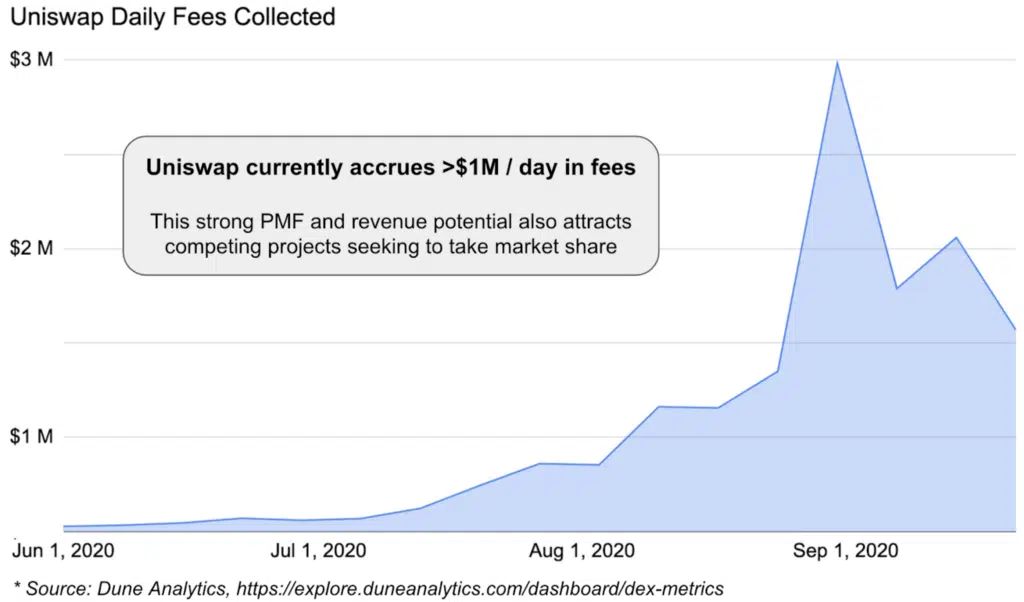 Uniswap Daily Fees Collected
$3 M
Uniswap currently accrues >$1M / day in fees
This strong PMF and revenue potential also attracts
competing projects seeking to take market share
$2 M
$1 M
Jun 1, 2020 Jul 1, 2020 Aug 1, 2020 Sep 1, 2020
* Source: Dune Analytics, https://explore.duneanalytics.com/dashboard/dex-metrics